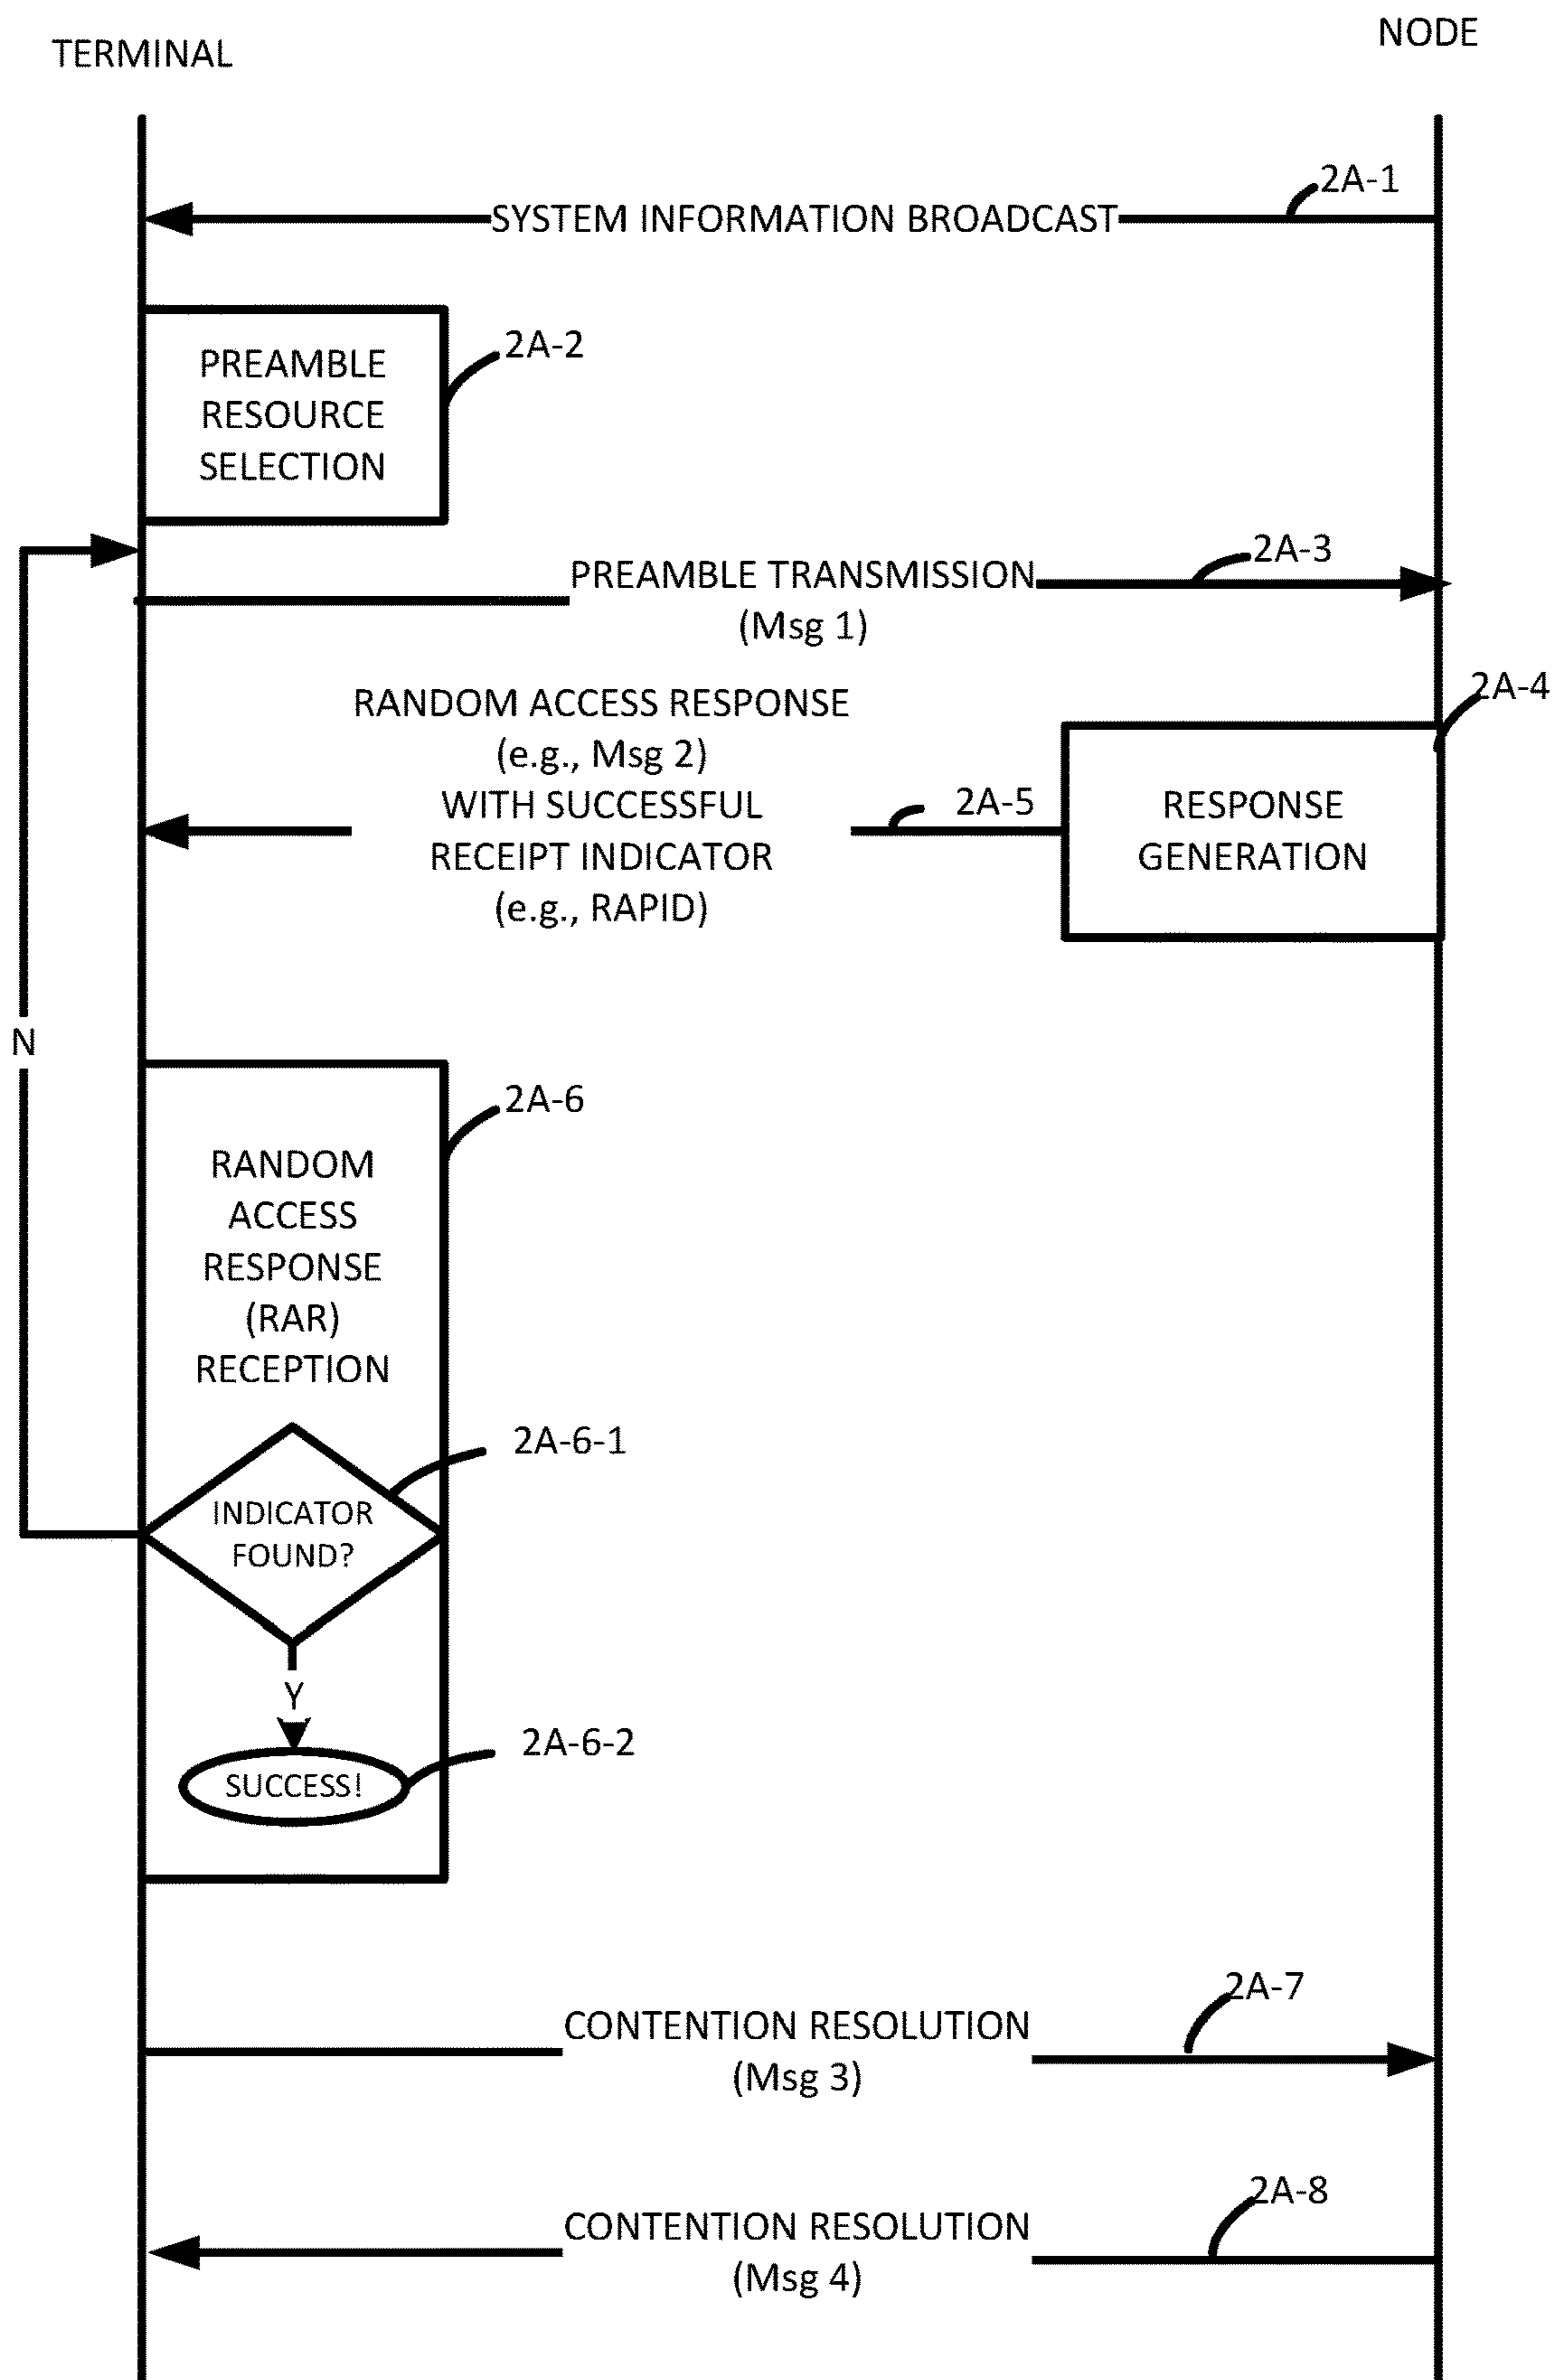 TERMINAL
NODE
2A-1
SYSTEM INFORMATION BROADCAST
2A-2
PREAMBLE
RESOURCE
SELECTION
2A-3
PREAMBLE TRANSMISSION
(Msg 1)
2A-4
RANDOM ACCESS RESPONSE
(e.g., Msg 2)
WITH SUCCESSFUL
RECEIPT INDICATOR
(e.g., RAPID)
2A-5
RESPONSE
GENERATION
N
2A-6
RANDOM
ACCESS
RESPONSE
(RAR)
RECEPTION
2A-6-1
INDICATOR
FOUND?
Y
2A-6-2
SUCCESS!
2A-7
CONTENTION RESOLUTION
(Msg 3)
2A-8
CONTENTION RESOLUTION
(Msg 4)